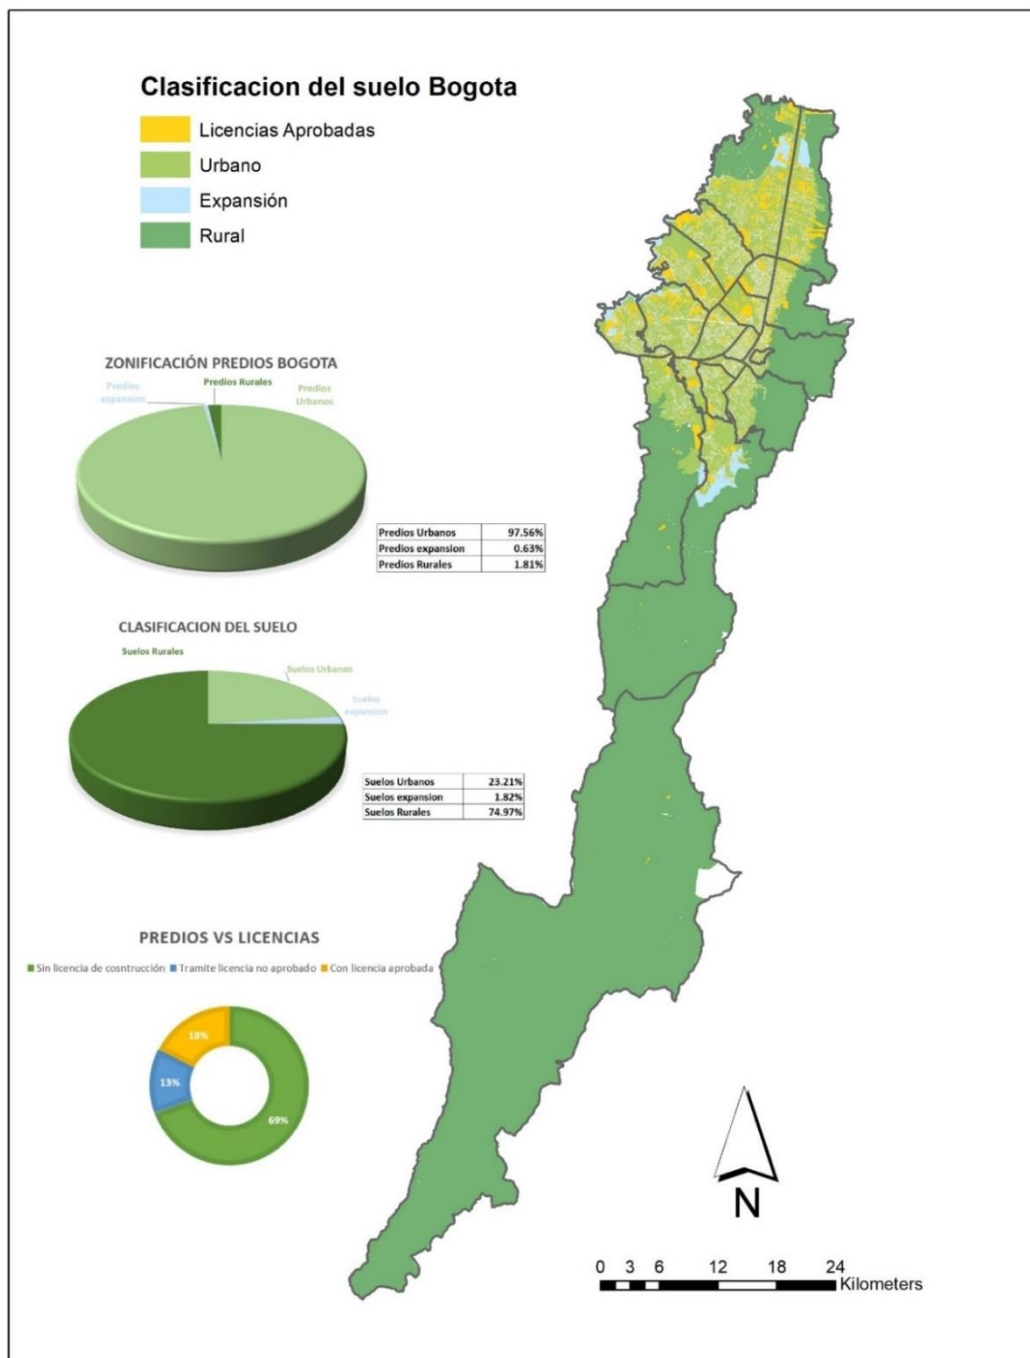 Clasificacion del suelo Bogota
Licencias Aprobadas
Urbano
Expansión
Rural
ZONIFICACIÓN PREDIOS BOGOTA
Predios expansion
Predios Rurales
Predios Urbanos
Predios Urbanos 97.56%
Predios expansion 0.63%
Predios Rurales 1.81%
CLASIFICACION DEL SUELO
Suelos Rurales
Suelos Urbanos
Suelos expansion
Suelos Urbanos 23.21%
Suelos expansion 1.82%
Suelos Rurales 74.97%
PREDIOS VS LICENCIAS
Sin licencia de cosntrucción Tramite licencia no aprobado Con licencia aprobada
18%
13%
69%
N
0 3 6 12 18 24
Kilometers